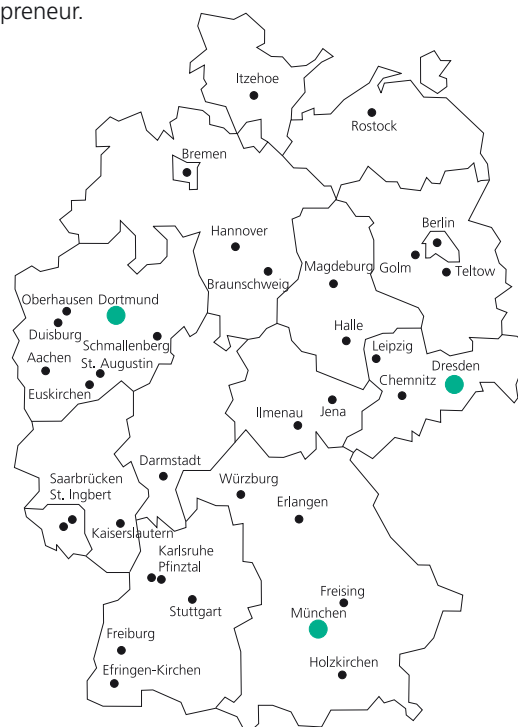 preneur.
Itzehoe
Rostock
Bremen
Hannover
Berlin
Braunschweig
Magdeburg
Golm
Teltow
Oberhausen Dortmund
Duisburg
Schmallenberg
Halle
Leipzig
Aachen
St. Augustin
Dresden
Euskirchen
Chemnitz
Ilmenau
Jena
Darmstadt
Würzburg
Saarbrücken
St. Ingbert
Erlangen
Kaiserslautern
Karlsruhe
Pfinztal
Stuttgart
Freising
München
Freiburg
Efringen-Kirchen
Holzkirchen